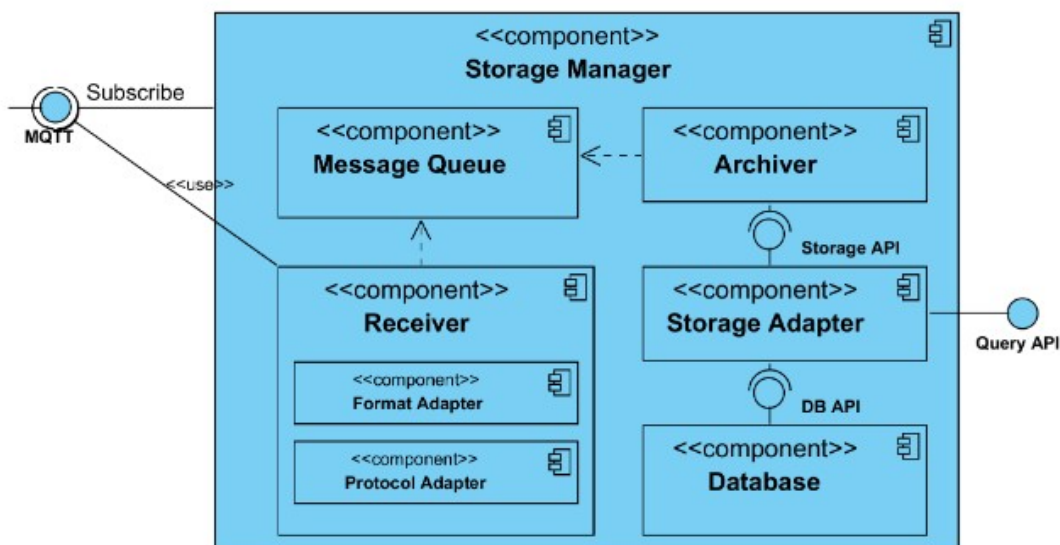 <<component>>
Storage Manager
Subscribe
MQTT
<<use>>
<<component>>
Message Queue
<<component>>
Archiver
Storage API
<<component>>
Receiver
<<component>>
Format Adapter
<<component>>
Protocol Adapter
<<component>>
Storage Adapter
Query API
DB API
<<component>>
Database